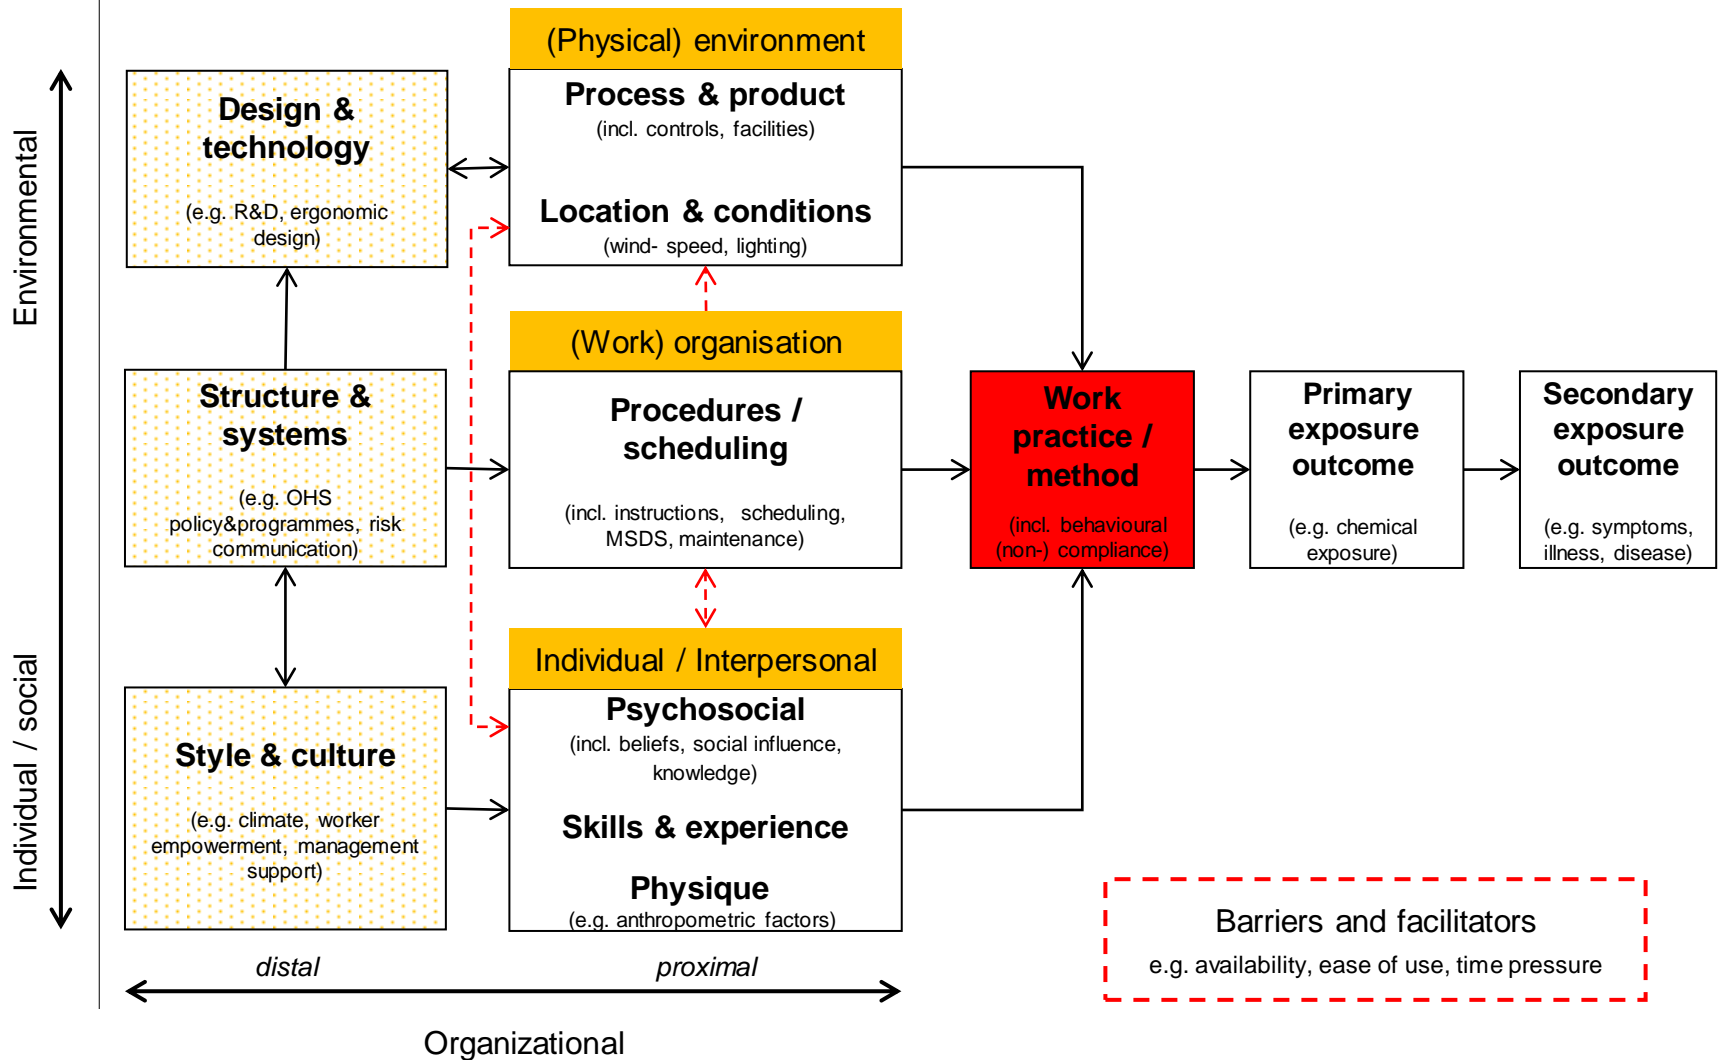 Environmental
Individual / social
Design &
technology
(e.g. R&D, ergonomic
design)
Structure &
systems
(e.g. OHS
policy&programmes, risk
communication)
Style & culture
(e.g. climate, worker
empowerment, management
support)
(Physical) environment
Process & product
(incl. controls, facilities)
Location & conditions
(wind- speed, lighting)
(Work) organisation
Procedures /
scheduling
(incl. instructions, scheduling,
MSDS, maintenance)
Individual / Interpersonal
Psychosocial
(incl. beliefs, social influence,
knowledge)
Skills & experience
Physique
(e.g. anthropometric factors)
Work
practice /
method
(incl. behavioural
(non-) compliance)
Primary
exposure
outcome
(e.g. chemical
exposure)
Secondary
exposure
outcome
(e.g. symptoms,
illness, disease)
Barriers and facilitators
e.g. availability, ease of use, time pressure
distal
proximal
Organizational